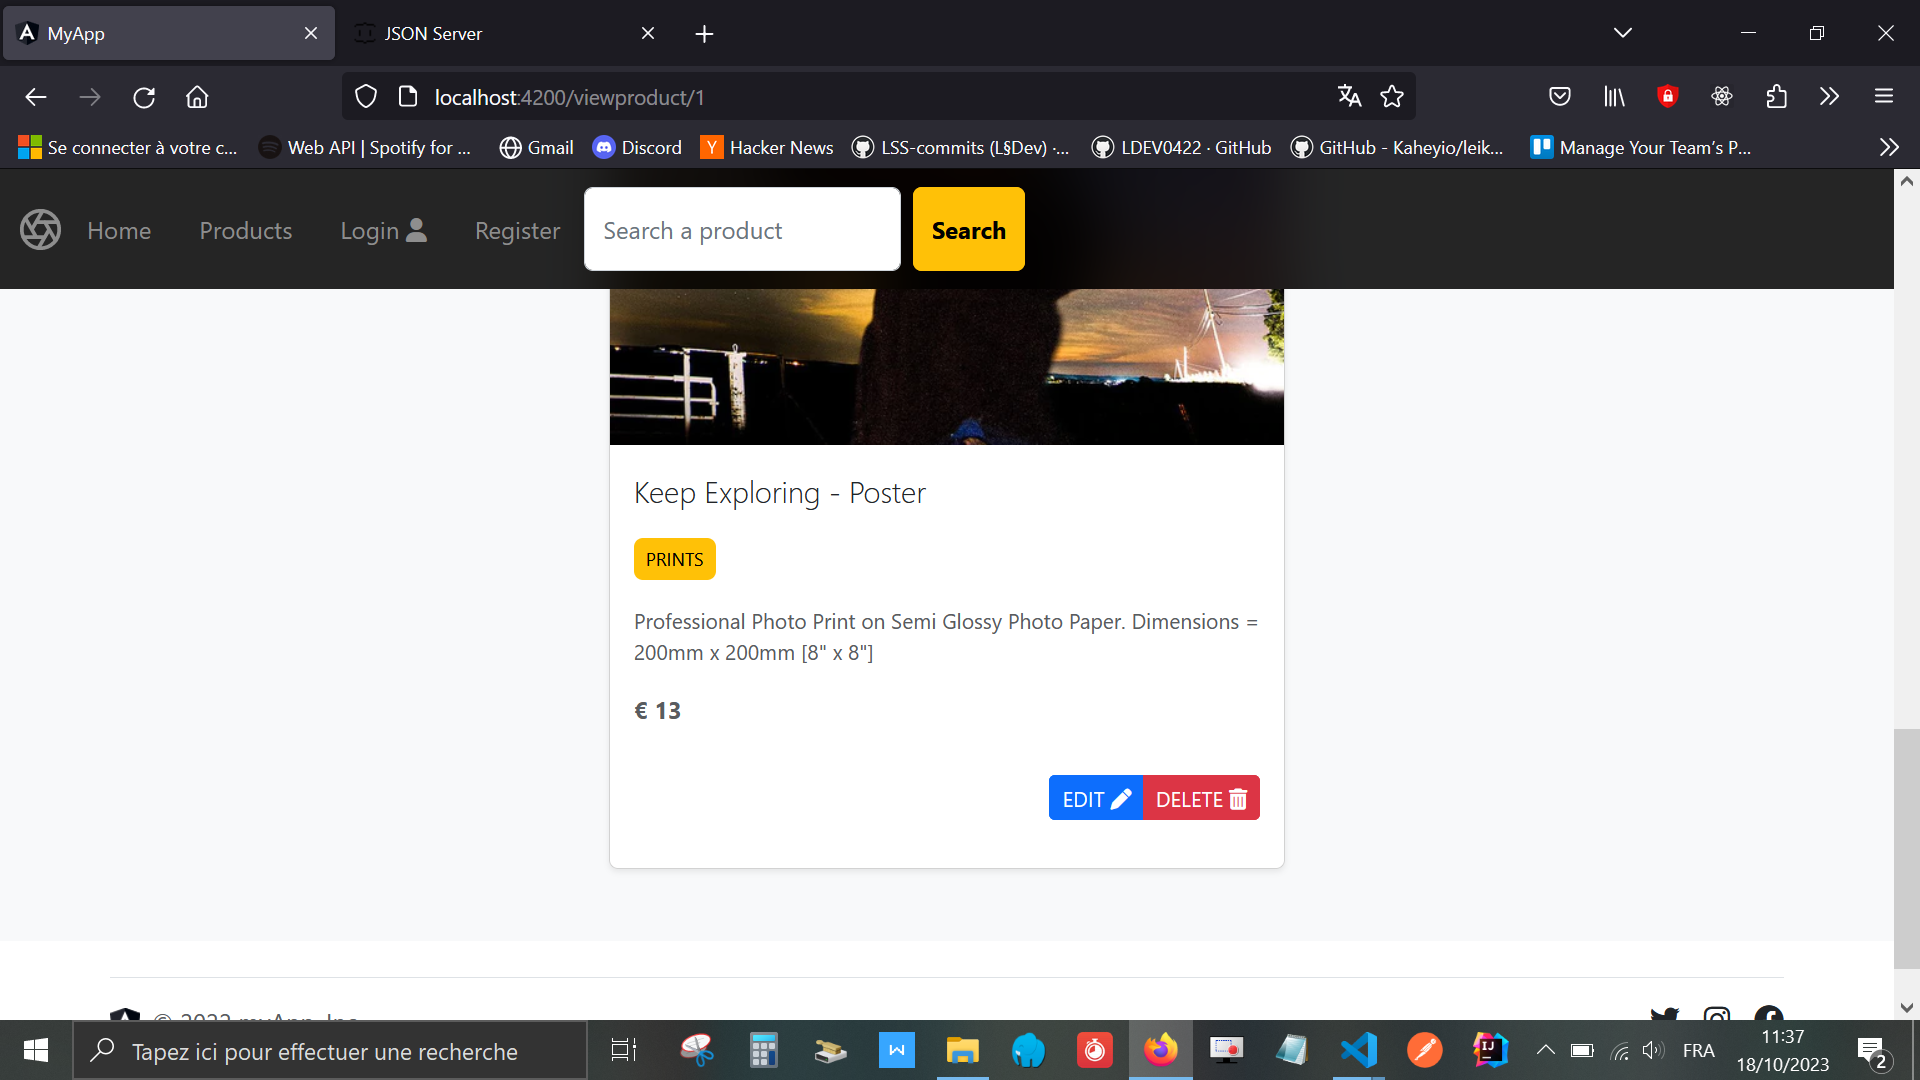 MyApp
JSON Server
localhost:4200/viewproduct/1
Se connecter à votre c...
Web API | Spotify for ...
Gmail
Discord
Hacker News
LSS-commits (L§Dev) ·...
LDEV0422 · GitHub
GitHub - Kaheyio/leik...
Manage Your Team's P...
Home
Products
Login
Register
Search a product
Search
Keep Exploring - Poster
PRINTS
Professional Photo Print on Semi Glossy Photo Paper. Dimensions =
200mm x 200mm [8" x 8"]
€ 13
EDIT
DELETE
Tapez ici pour effectuer une recherche
FRA
11:37
18/10/2023
2